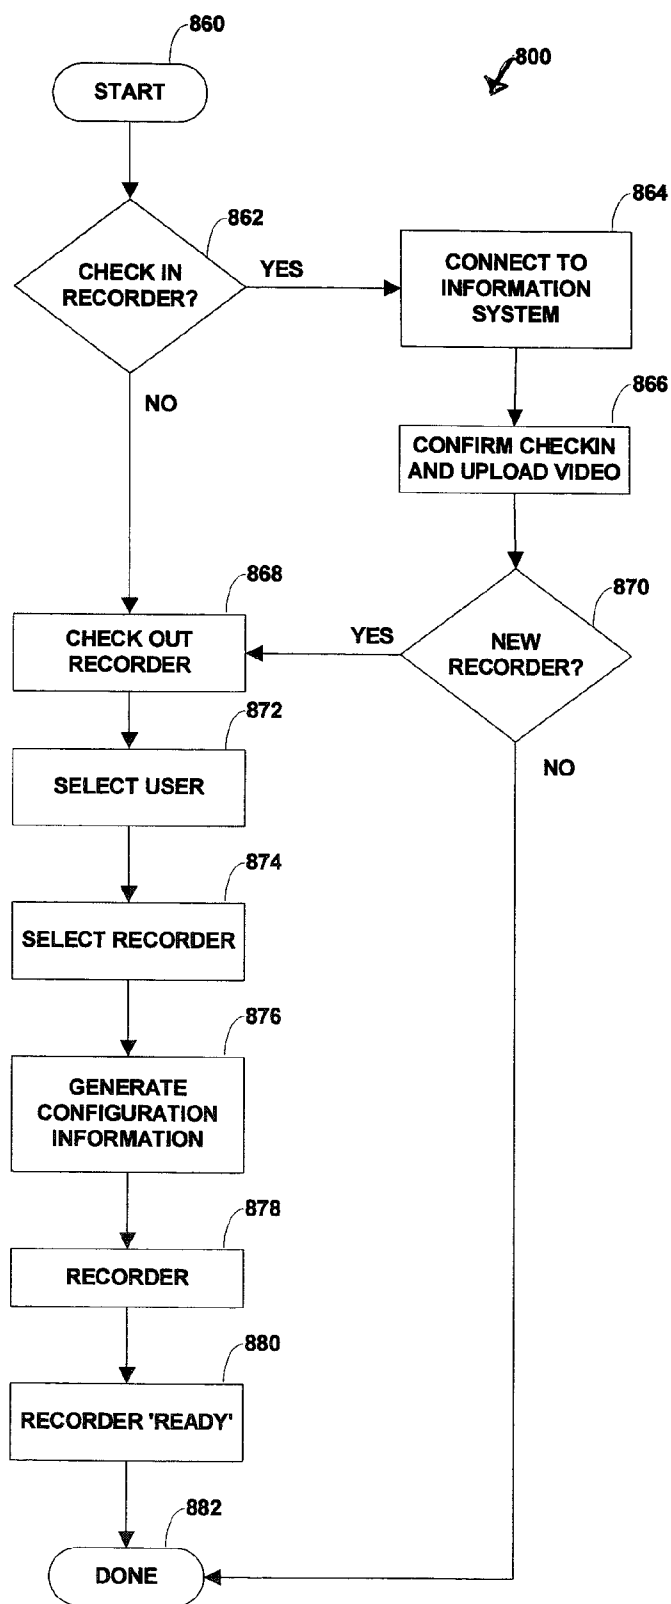 860
START
800
862
CHECK IN
RECORDER?
YES
NO
864
CONNECT TO
INFORMATION
SYSTEM
866
CONFIRM CHECKIN
AND UPLOAD VIDEO
868
CHECK OUT
RECORDER
YES
870
NEW
RECORDER?
NO
872
SELECT USER
874
SELECT RECORDER
876
GENERATE
CONFIGURATION
INFORMATION
878
RECORDER
880
RECORDER 'READY'
882
DONE